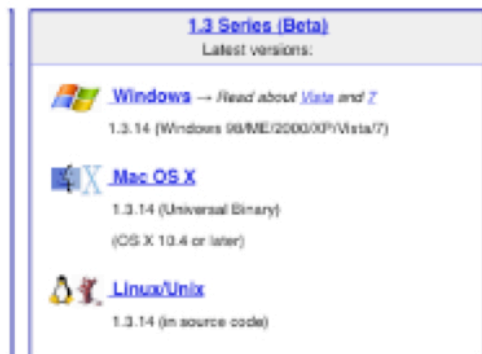 1.3 Series (Beta)
Latest versions:
Windows → Read about Vista and 7
1.3.14 (Windows 98/ME/2000/XP/Vista/7)
Mac OS X
1.3.14 (Universal Binary)
(OS X 10.4 or later)
Linux/Unix
1.3.14 (in source code)